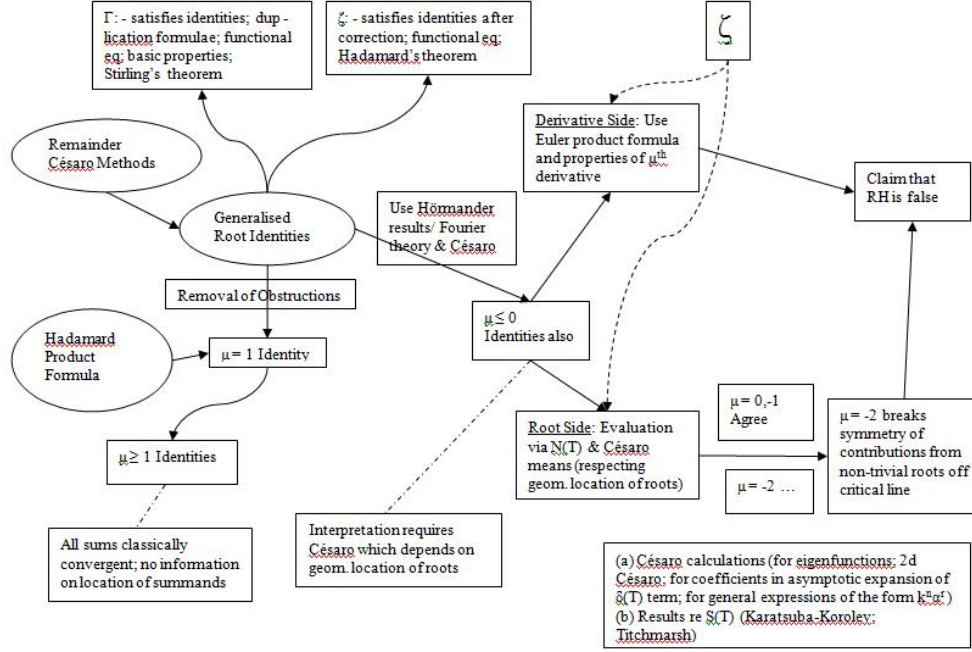 Γ: - satisfies identities; dup -
lication formulae; functional
eq; basic properties;
Stirling's theorem
ζ: - satisfies identities after
correction; functional eq;
Hadamard's theorem
ζ
Remainder
Césaro Methods
Derivative Side: Use
Euler product formula
and properties of μth
derivative
Claim that
RH is false
Generalised
Root Identities
Use Hörmander
results/ Fourier
theory & Césaro
Removal of Obstructions
μ ≤ 0
Identities also
Hadamard
Product
Formula
μ = 1 Identity
μ = 0,-1
Agree
μ = -2 breaks
symmetry of
contributions from
non-trivial roots off
critical line
Root Side: Evaluation
via N(T) & Césaro
means (respecting
geom. location of roots)
μ ≥ 1 Identities
μ = -2 ...
All sums classically
convergent; no information
on location of summands
Interpretation requires
Césaro which depends on
geom. location of roots
(a) Césaro calculations (for eigenfunctions; 2d
Césaro; for coefficients in asymptotic expansion of
δ(T) term; for general expressions of the form kⁿαʳ)
(b) Results re S(T) (Karatsuba-Korolev;
Titchmarsh)